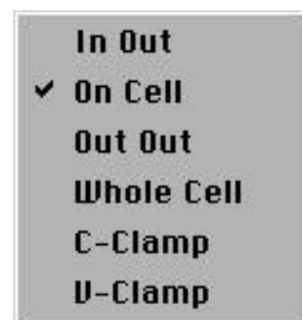 In Out
✓ On Cell
Out Out
Whole Cell
C-Clamp
V-Clamp